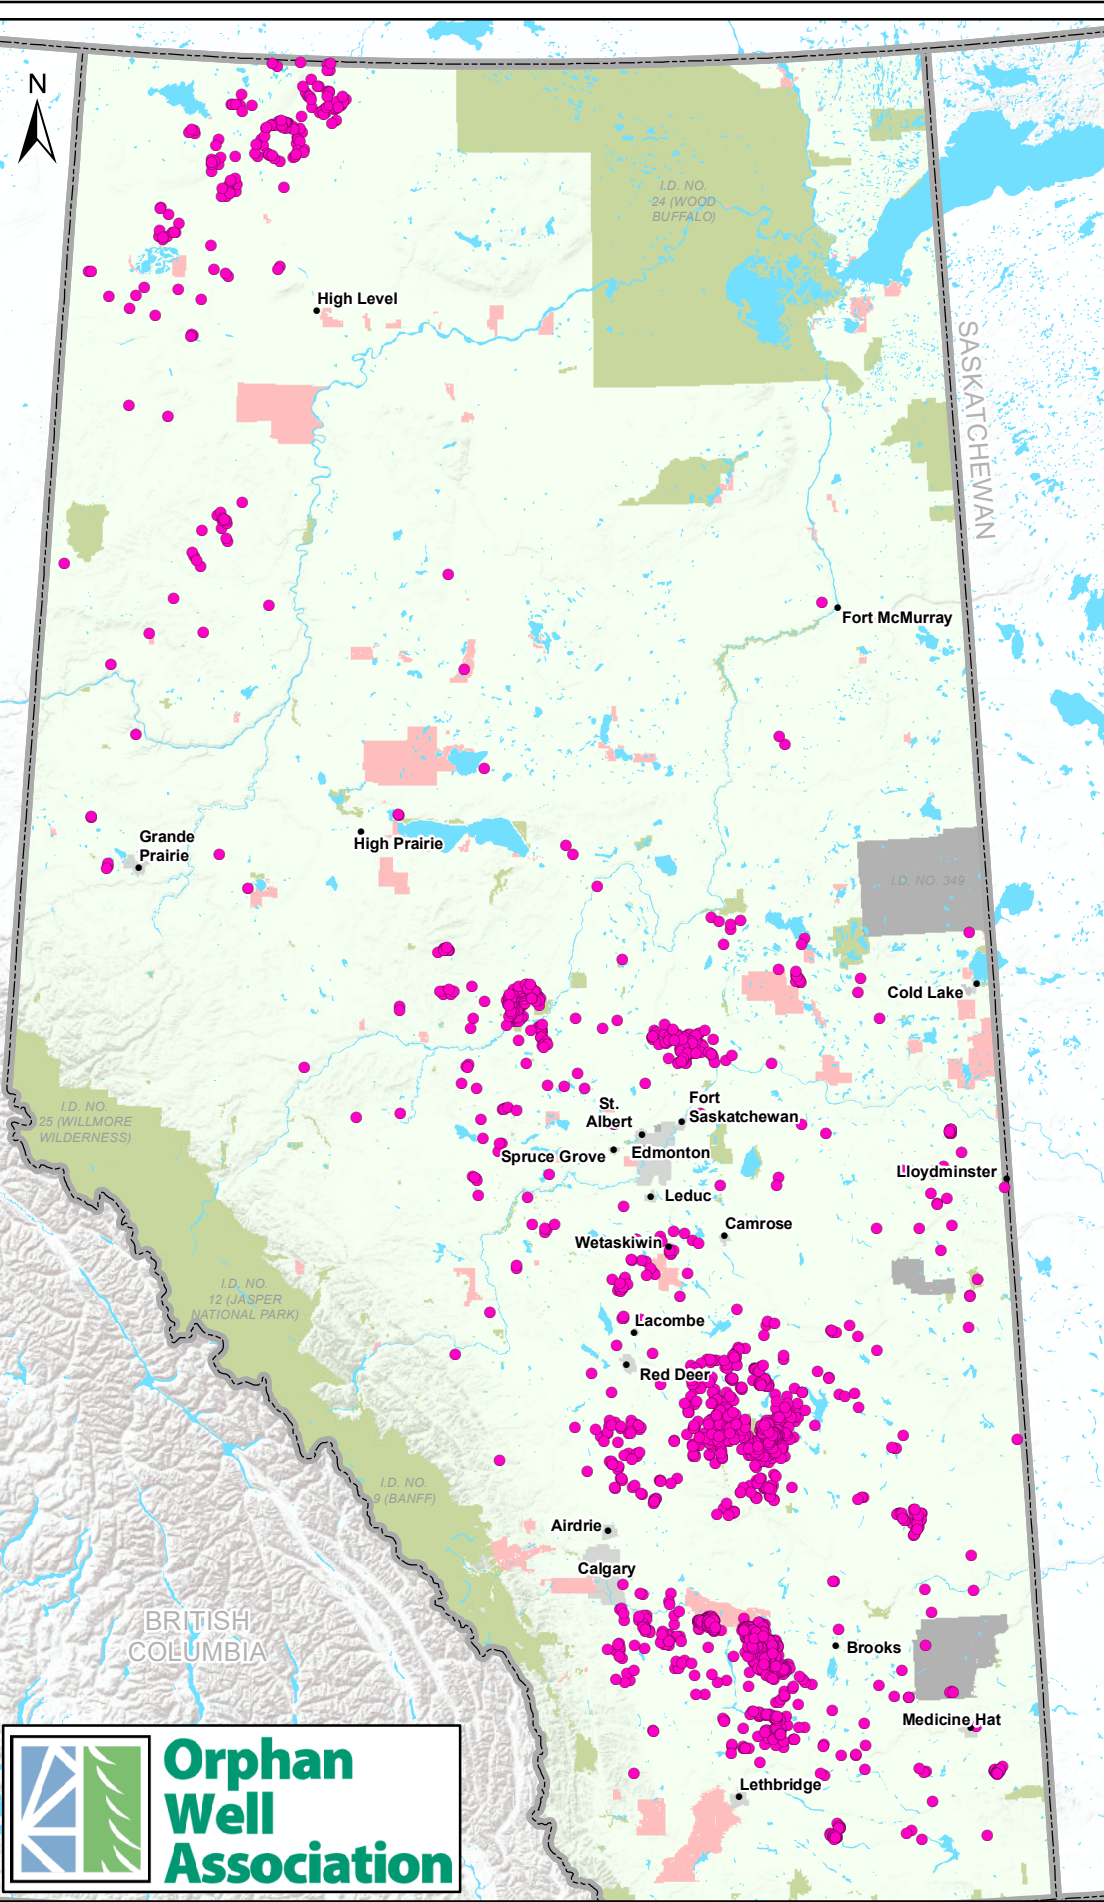 N
I.D. NO.
24 (WOOD
BUFFALO)
High Level
SASKATCHEWAN
Fort McMurray
Grande
Prairie
High Prairie
I.D. NO. 349
Cold Lake
I.D. NO.
25 (WILLMORE
WILDERNESS)
St.
Albert
Fort
Saskatchewan
Spruce Grove
Edmonton
Lloydminster
Leduc
Camrose
Wetaskiwin
I.D. NO.
12 (JASPER
NATIONAL PARK)
Lacombe
Red Deer
I.D. NO.
9 (BANFF)
Airdrie
Calgary
BRITISH
COLUMBIA
Brooks
Medicine Hat
Lethbridge
Orphan
Well
Association